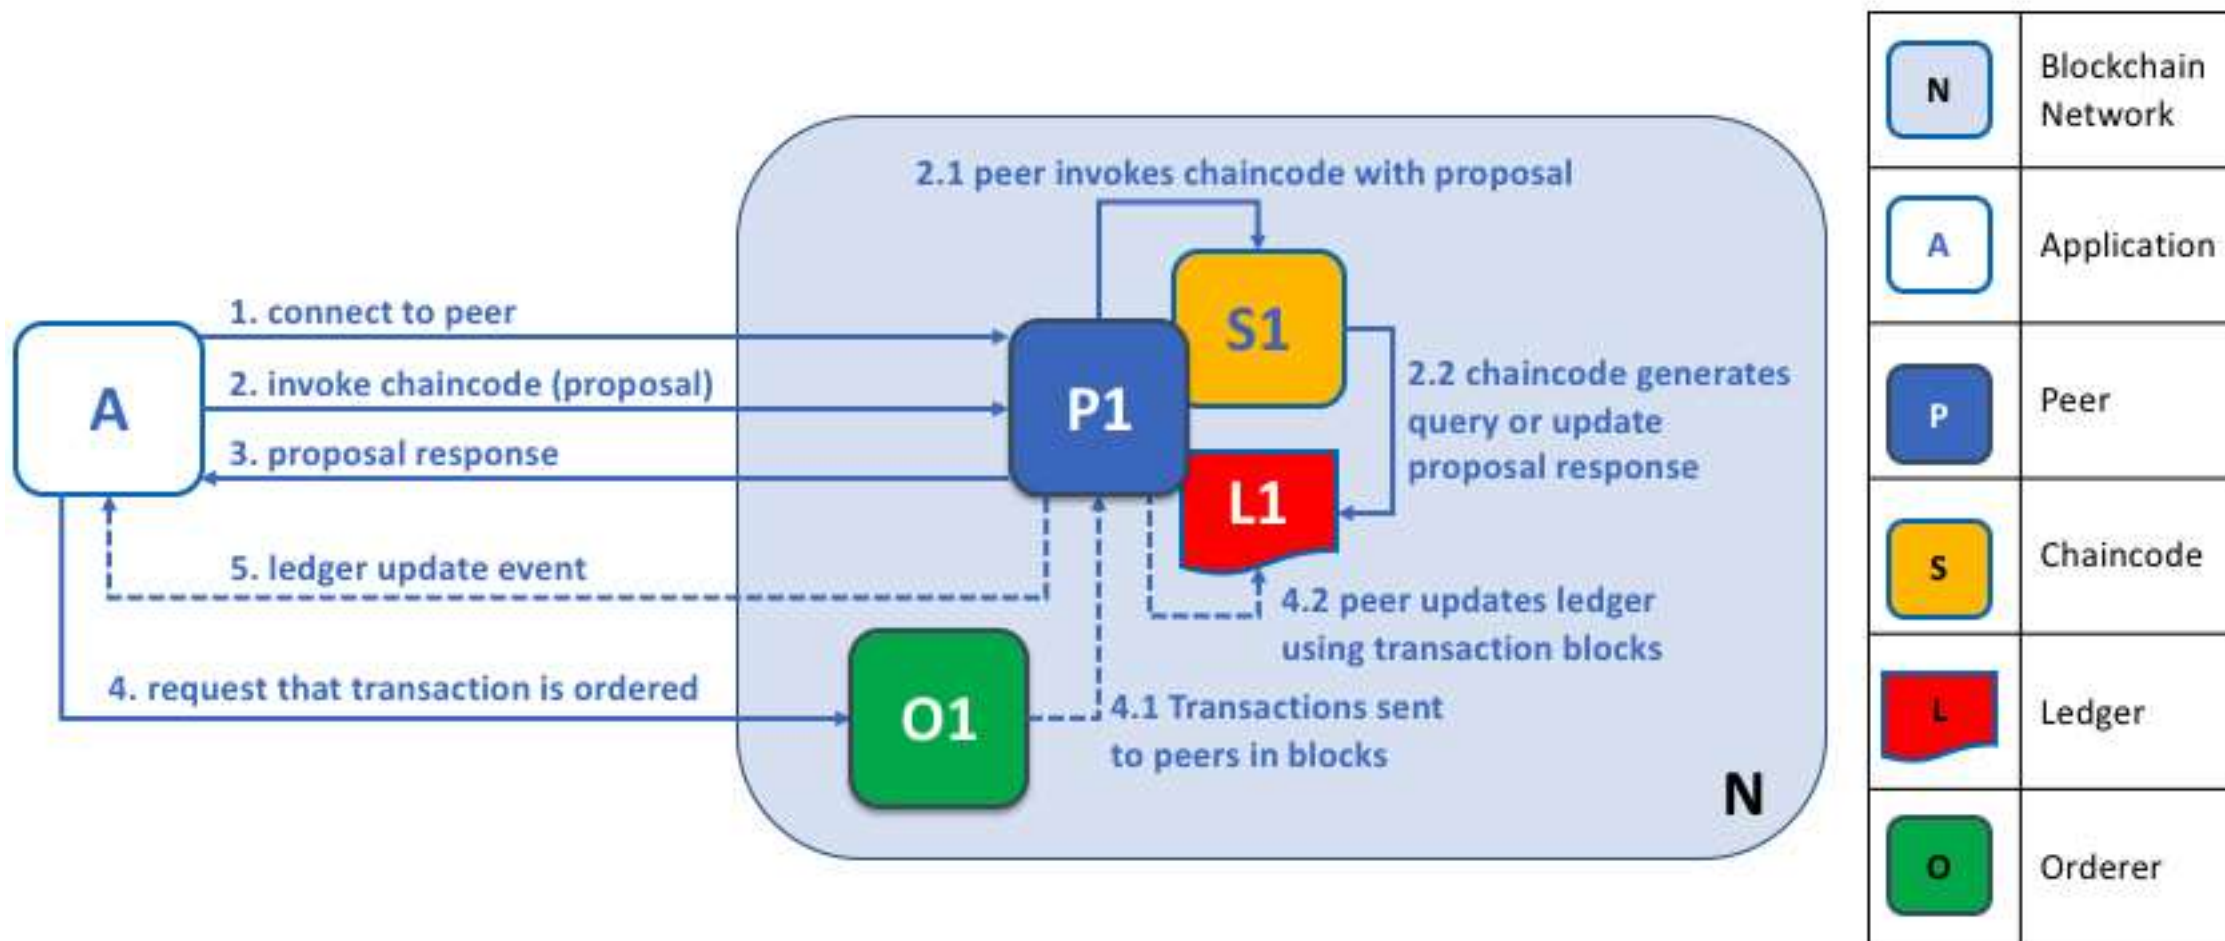 2.1 peer invokes chaincode with proposal
1. connect to peer
2. invoke chaincode (proposal)
3. proposal response
A
P1
S1
L1
2.2 chaincode generates
query or update
proposal response
5. ledger update event
4.2 peer updates ledger
using transaction blocks
4. request that transaction is ordered
O1
4.1 Transactions sent
to peers in blocks
N
N
Blockchain
Network
A
Application
P
Peer
S
Chaincode
L
Ledger
O
Orderer